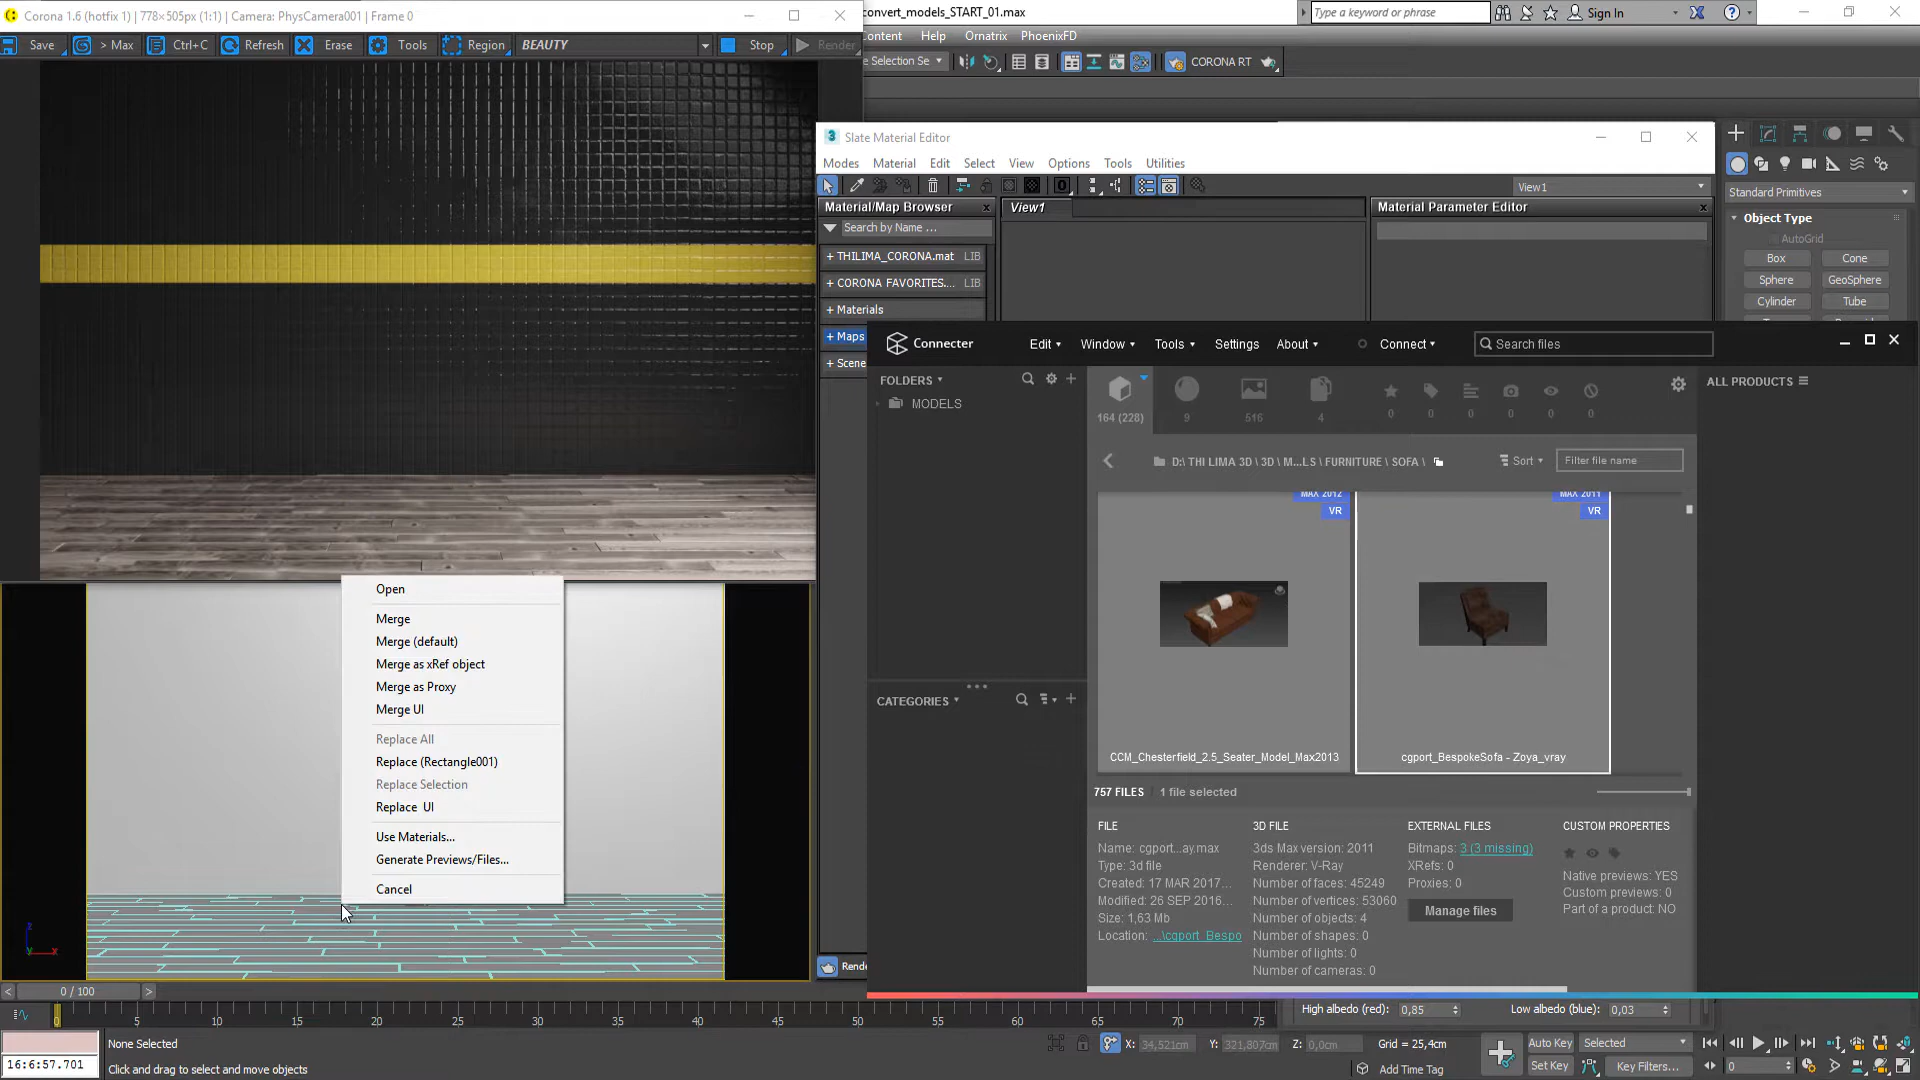 Corona 1.6 (hotfix 1) | 778×505px (1:1) | Camera: PhysCamera001 | Frame 0
Save > Max Ctrl+C Refresh Erase Tools Region BEAUTY Stop Render
onvert_models_START_01.max
Type a keyword or phrase Sign In
ontent Help Ornatrix PhoenixFD
e Selection Se CORONA RT
Slate Material Editor
Modes Material Edit Select View Options Tools Utilities
View1
Material/Map Browser
View1
Material Parameter Editor
Search by Name ...
+ THILIMA_CORONA.mat LIB
+ CORONA FAVORITES.... LIB
+ Materials
+ Maps
+ Scene
Rende
Standard Primitives
Object Type
AutoGrid
Box Cone
Sphere GeoSphere
Cylinder Tube
Connecter
Edit Window Tools Settings About Connect Search files
FOLDERS
MODELS
CATEGORIES
164 (228) 9 516 4 0 0 0 0 0 0
ALL PRODUCTS
D:\ THI LIMA 3D \ 3D \ M...LS \ FURNITURE \ SOFA \
Sort
Filter file name
MAX 2012
VR
MAX 2011
VR
CCM_Chesterfield_2.5_Seater_Model_Max2013
cgport_BespokeSofa - Zoya_vray
757 FILES 1 file selected
FILE
Name: cgport...ay.max
Type: 3d file
Created: 17 MAR 2017...
Modified: 26 SEP 2016...
Size: 1,63 Mb
Location: ...\cgport_Bespo
3D FILE
3ds Max version: 2011
Renderer: V-Ray
Number of faces: 45249
Number of vertices: 53060
Number of objects: 4
Number of shapes: 0
Number of lights: 0
Number of cameras: 0
EXTERNAL FILES
Bitmaps: 3 (3 missing)
XRefs: 0
Proxies: 0
Manage files
CUSTOM PROPERTIES
Native previews: YES
Custom previews: 0
Part of a product: NO
Open
Merge
Merge (default)
Merge as xRef object
Merge as Proxy
Merge UI
Replace All
Replace (Rectangle001)
Replace Selection
Replace UI
Use Materials...
Generate Previews/Files...
Cancel
z
y x
High albedo (red): 0,85 Low albedo (blue): 0,03
< 0 / 100 >
5 10 15 20 25 30 35 40 45 50 55 60 65 70 75
None Selected
X: 34,521cm Y: 321,807cm Z: 0,0cm Grid = 25,4cm
Auto Key Selected
16:6:57.701
Click and drag to select and move objects
Add Time Tag
Set Key Key Filters... 0